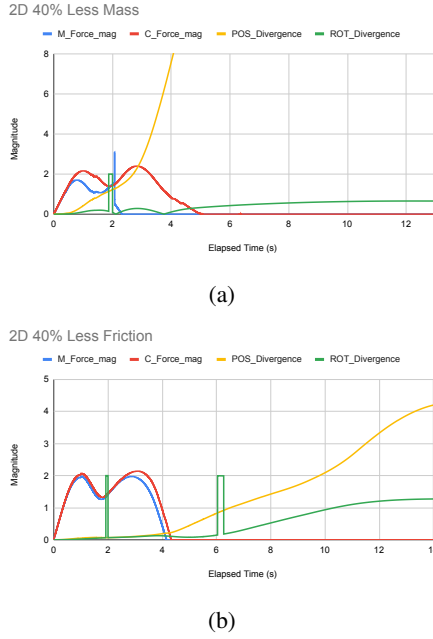 2D 40% Less Mass
M_Force_mag C_Force_mag POS_Divergence ROT_Divergence
8
6
4
2
0
Magnitude
0 2 4 6 8 10 12
Elapsed Time (s)
(a)
2D 40% Less Friction
M_Force_mag C_Force_mag POS_Divergence ROT_Divergence
5
4
3
2
1
0
Magnitude
0 2 4 6 8 10 12 14
Elapsed Time (s)
(b)